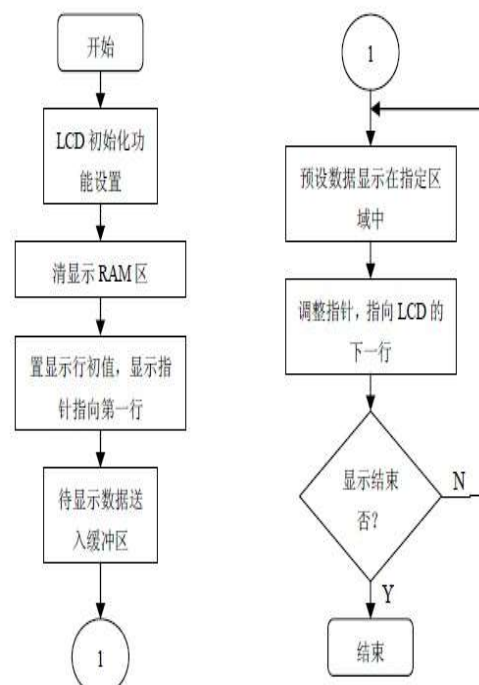 开始
LCD 初始化功
能设置
清显示 RAM 区
置显示行初值，显示指
针指向第一行
待显示数据送
入缓冲区
1
1
预设数据显示在指定区
域中
调整指针，指向 LCD 的
下一行
显示结束
否？
N
Y
结束